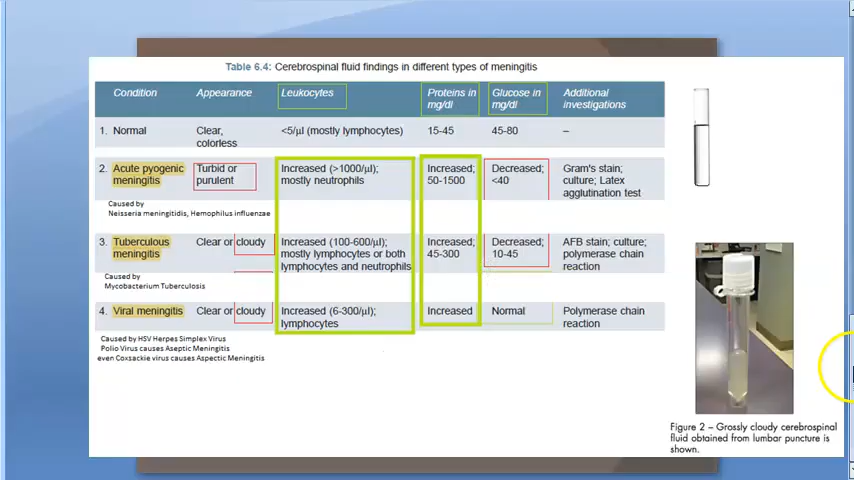 Table 6.4: Cerebrospinal fluid findings in different types of meningitis
Condition Appearance Leukocytes Proteins in mg/dl Glucose in mg/dl Additional investigations
1. Normal Clear, colorless <5/µl (mostly lymphocytes) 15-45 45-80 –
2. Acute pyogenic meningitis Turbid or purulent Increased (>1000/µl); mostly neutrophils Increased; 50-1500 Decreased; <40 Gram's stain; culture; Latex agglutination test
Caused by
Neisseria meningitidis, Hemophilus influenzae
3. Tuberculous meningitis Clear or cloudy Increased (100-600/µl); mostly lymphocytes or both lymphocytes and neutrophils Increased; 45-300 Decreased; 10-45 AFB stain; culture; polymerase chain reaction
Caused by
Mycobacterium Tuberculosis
4. Viral meningitis Clear or cloudy Increased (6-300/µl); lymphocytes Increased Normal Polymerase chain reaction
Caused by HSV Herpes Simplex Virus
Polio Virus causes Aseptic Meningitis
even Coxsackie virus causes Aspectic Meningitis
Figure 2 – Grossly cloudy cerebrospinal
fluid obtained from lumbar puncture is
shown.